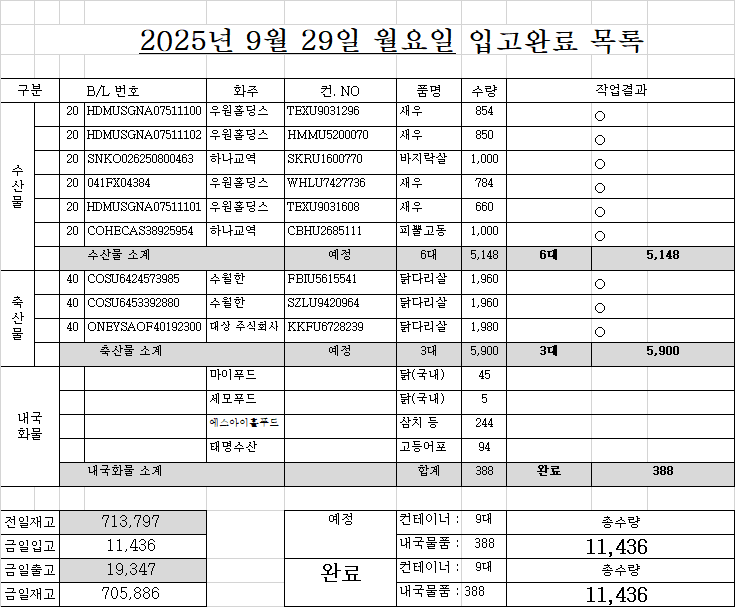 2025년 9월 29일 월요일 입고완료 목록
구분 B/L 번호 화주 컨. NO 품명 수량 작업결과
수산물
20 HDMUSGNA07511100 우원홀딩스 TEXU9031296 새우 854 ○
20 HDMUSGNA07511102 우원홀딩스 HMMU5200070 새우 850 ○
20 SNKO026250800463 하나교역 SKRU1600770 바지락살 1,000 ○
20 041FX04384 우원홀딩스 WHLU7427736 새우 784 ○
20 HDMUSGNA07511101 우원홀딩스 TEXU9031608 새우 660 ○
20 COHECAS38925954 하나교역 CBHU2685111 피뿔고동 1,000 ○
수산물 소계 예정 6대 5,148 6대 5,148
축산물
40 COSU6424573985 수월한 FBIU5615541 닭다리살 1,960 ○
40 COSU6453392880 수월한 SZLU9420964 닭다리살 1,960 ○
40 ONEYSAOF40192300 대상 주식회사 KKFU6728239 닭다리살 1,980 ○
축산물 소계 예정 3대 5,900 3대 5,900
내국
화물
마이푸드 닭(국내) 45
세모푸드 닭(국내) 5
에스아이홀푸드 삼치 등 244
태명수산 고등어포 94
내국화물 소계 합계 388 완료 388
전일재고 713,797 예정 컨테이너 : 9대 총수량
금일입고 11,436 내국물품 : 388 11,436
금일출고 19,347 완료 컨테이너 : 9대 총수량
금일재고 705,886 내국물품 : 388 11,436